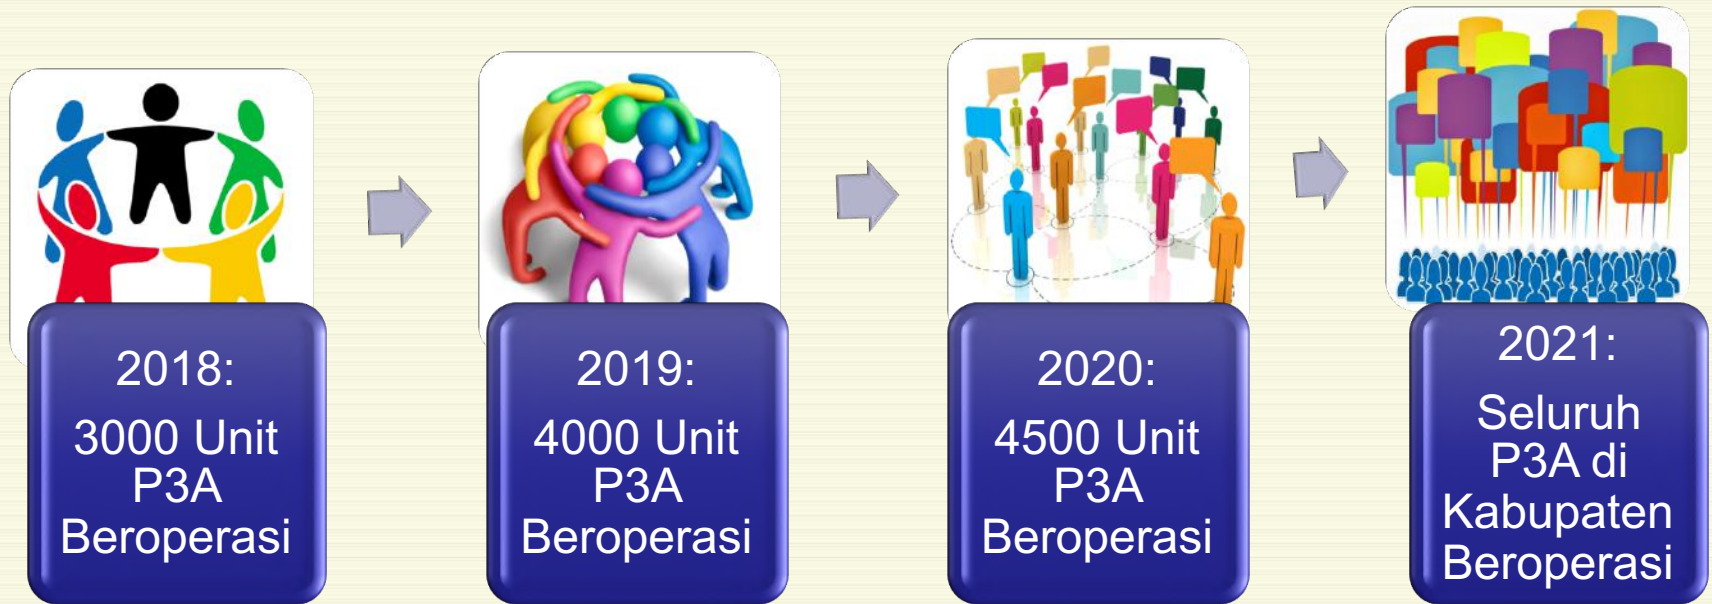 2018:
3000 Unit
P3A
Beroperasi
2019:
4000 Unit
P3A
Beroperasi
2020:
4500 Unit
P3A
Beroperasi
2021:
Seluruh
P3A di
Kabupaten
Beroperasi